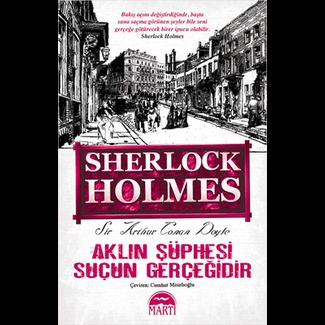 Bakış açını değiştirdiğinde, başta
sana saçma görünen şeyler bile seni
gerçeğe götürecek birer ipucu olabilir.
Sherlock Holmes
SHERLOCK
HOLMES
Sir Arthur Conan Doyle
AKLIN ŞÜPHESİ
SUÇUN GERÇEĞİDİR
Çeviren: Cumhur Mısırlıoğlu
MARTI